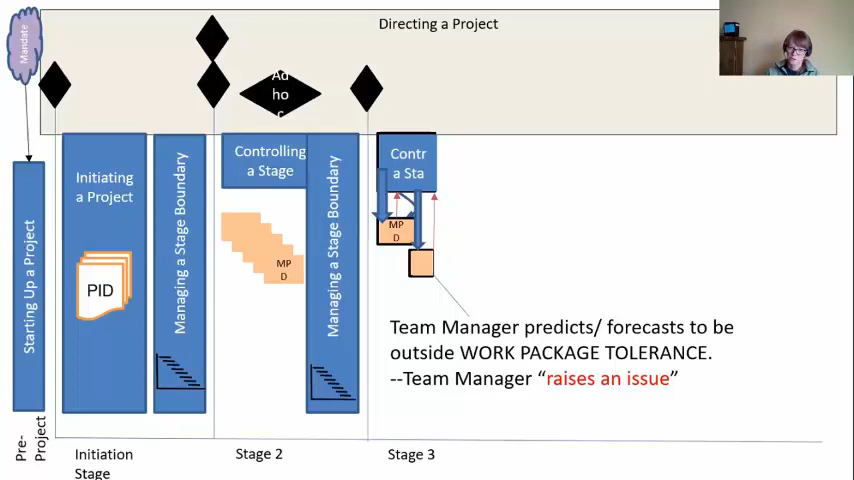 Directing a Project
Mandate
Ad
ho
c
Initiating
a Project
Managing a Stage Boundary
Controlling
a Stage
Managing a Stage Boundary
Contr
a Sta
Starting Up a Project
PID
MP
D
MP
D
Team Manager predicts/ forecasts to be
outside WORK PACKAGE TOLERANCE.
--Team Manager “raises an issue”
Pre-
Project
Initiation
Stage
Stage 2
Stage 3